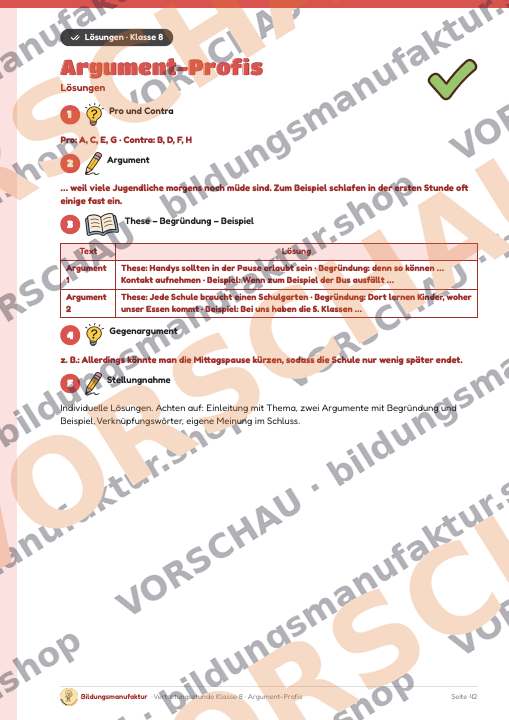 Lösungen · Klasse 8
Argument-Profis
Lösungen
1 Pro und Contra
Pro: A, C, E, G · Contra: B, D, F, H
2 Argument
... weil viele Jugendliche morgens noch müde sind. Zum Beispiel schlafen in der ersten Stunde oft
einige fast ein.
3 These – Begründung – Beispiel
Text Lösung
Argument 1 These: Handys sollten in der Pause erlaubt sein · Begründung: denn so können ...
Kontakt aufnehmen · Beispiel: Wenn zum Beispiel der Bus ausfällt ...
Argument 2 These: Jede Schule braucht einen Schulgarten · Begründung: Dort lernen Kinder, woher
unser Essen kommt · Beispiel: Bei uns haben die 5. Klassen ...
4 Gegenargument
z. B.: Allerdings könnte man die Mittagspause kürzen, sodass die Schule nur wenig später endet.
5 Stellungnahme
Individuelle Lösungen. Achten auf: Einleitung mit Thema, zwei Argumente mit Begründung und
Beispiel, Verknüpfungswörter, eigene Meinung im Schluss.
VORSCHAU · bildungsmanufaktur.shop
Bildungsmanufaktur · Vertretungsstunde Klasse 8 · Argument-Profis Seite 42